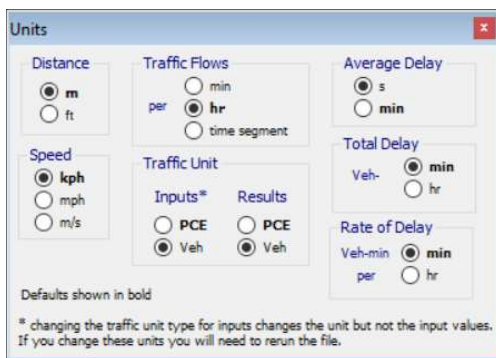 Units
x
Distance
m
ft
Speed
kph
mph
m/s
Traffic Flows
per
min
hr
time segment
Traffic Unit
Inputs* Results
PCE PCE
Veh Veh
Average Delay
s
min
Total Delay
Veh-
min
hr
Rate of Delay
Veh-min min
per hr
Defaults shown in bold
* changing the traffic unit type for inputs changes the unit but not the input values.
If you change these units you will need to rerun the file.